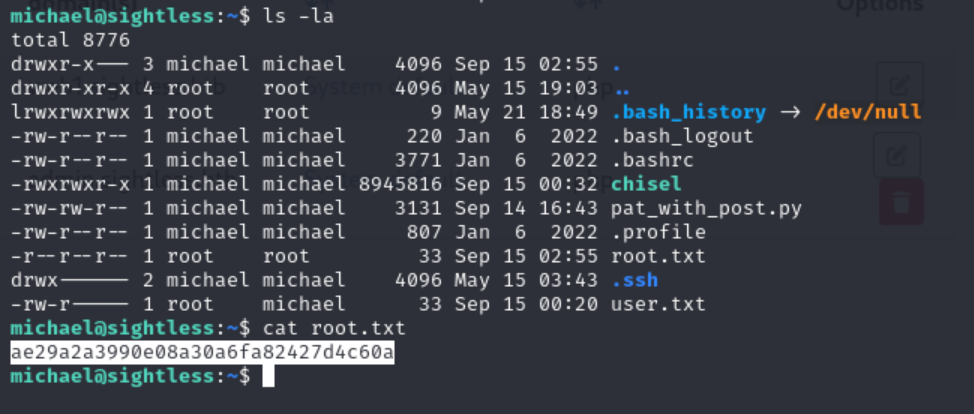 michael@sightless:~$ ls -la
total 8776
drwxr-x--- 3 michael michael 4096 Sep 15 02:55 .
drwxr-xr-x 4 root root 4096 May 15 19:03 ..
lrwxrwxrwx 1 root root 9 May 21 18:49 .bash_history -> /dev/null
-rw-r--r-- 1 michael michael 220 Jan 6 2022 .bash_logout
-rw-r--r-- 1 michael michael 3771 Jan 6 2022 .bashrc
-rwxrwxr-x 1 michael michael 8945816 Sep 15 00:32 chisel
-rw-rw-r-- 1 michael michael 3131 Sep 14 16:43 pat_with_post.py
-rw-r--r-- 1 michael michael 807 Jan 6 2022 .profile
-r--r--r-- 1 root root 33 Sep 15 02:55 root.txt
drwx------ 2 michael michael 4096 May 15 03:43 .ssh
-rw-r----- 1 root michael 33 Sep 15 00:20 user.txt
michael@sightless:~$ cat root.txt
ae29a2a3990e08a30a6fa82427d4c60a
michael@sightless:~$
Options